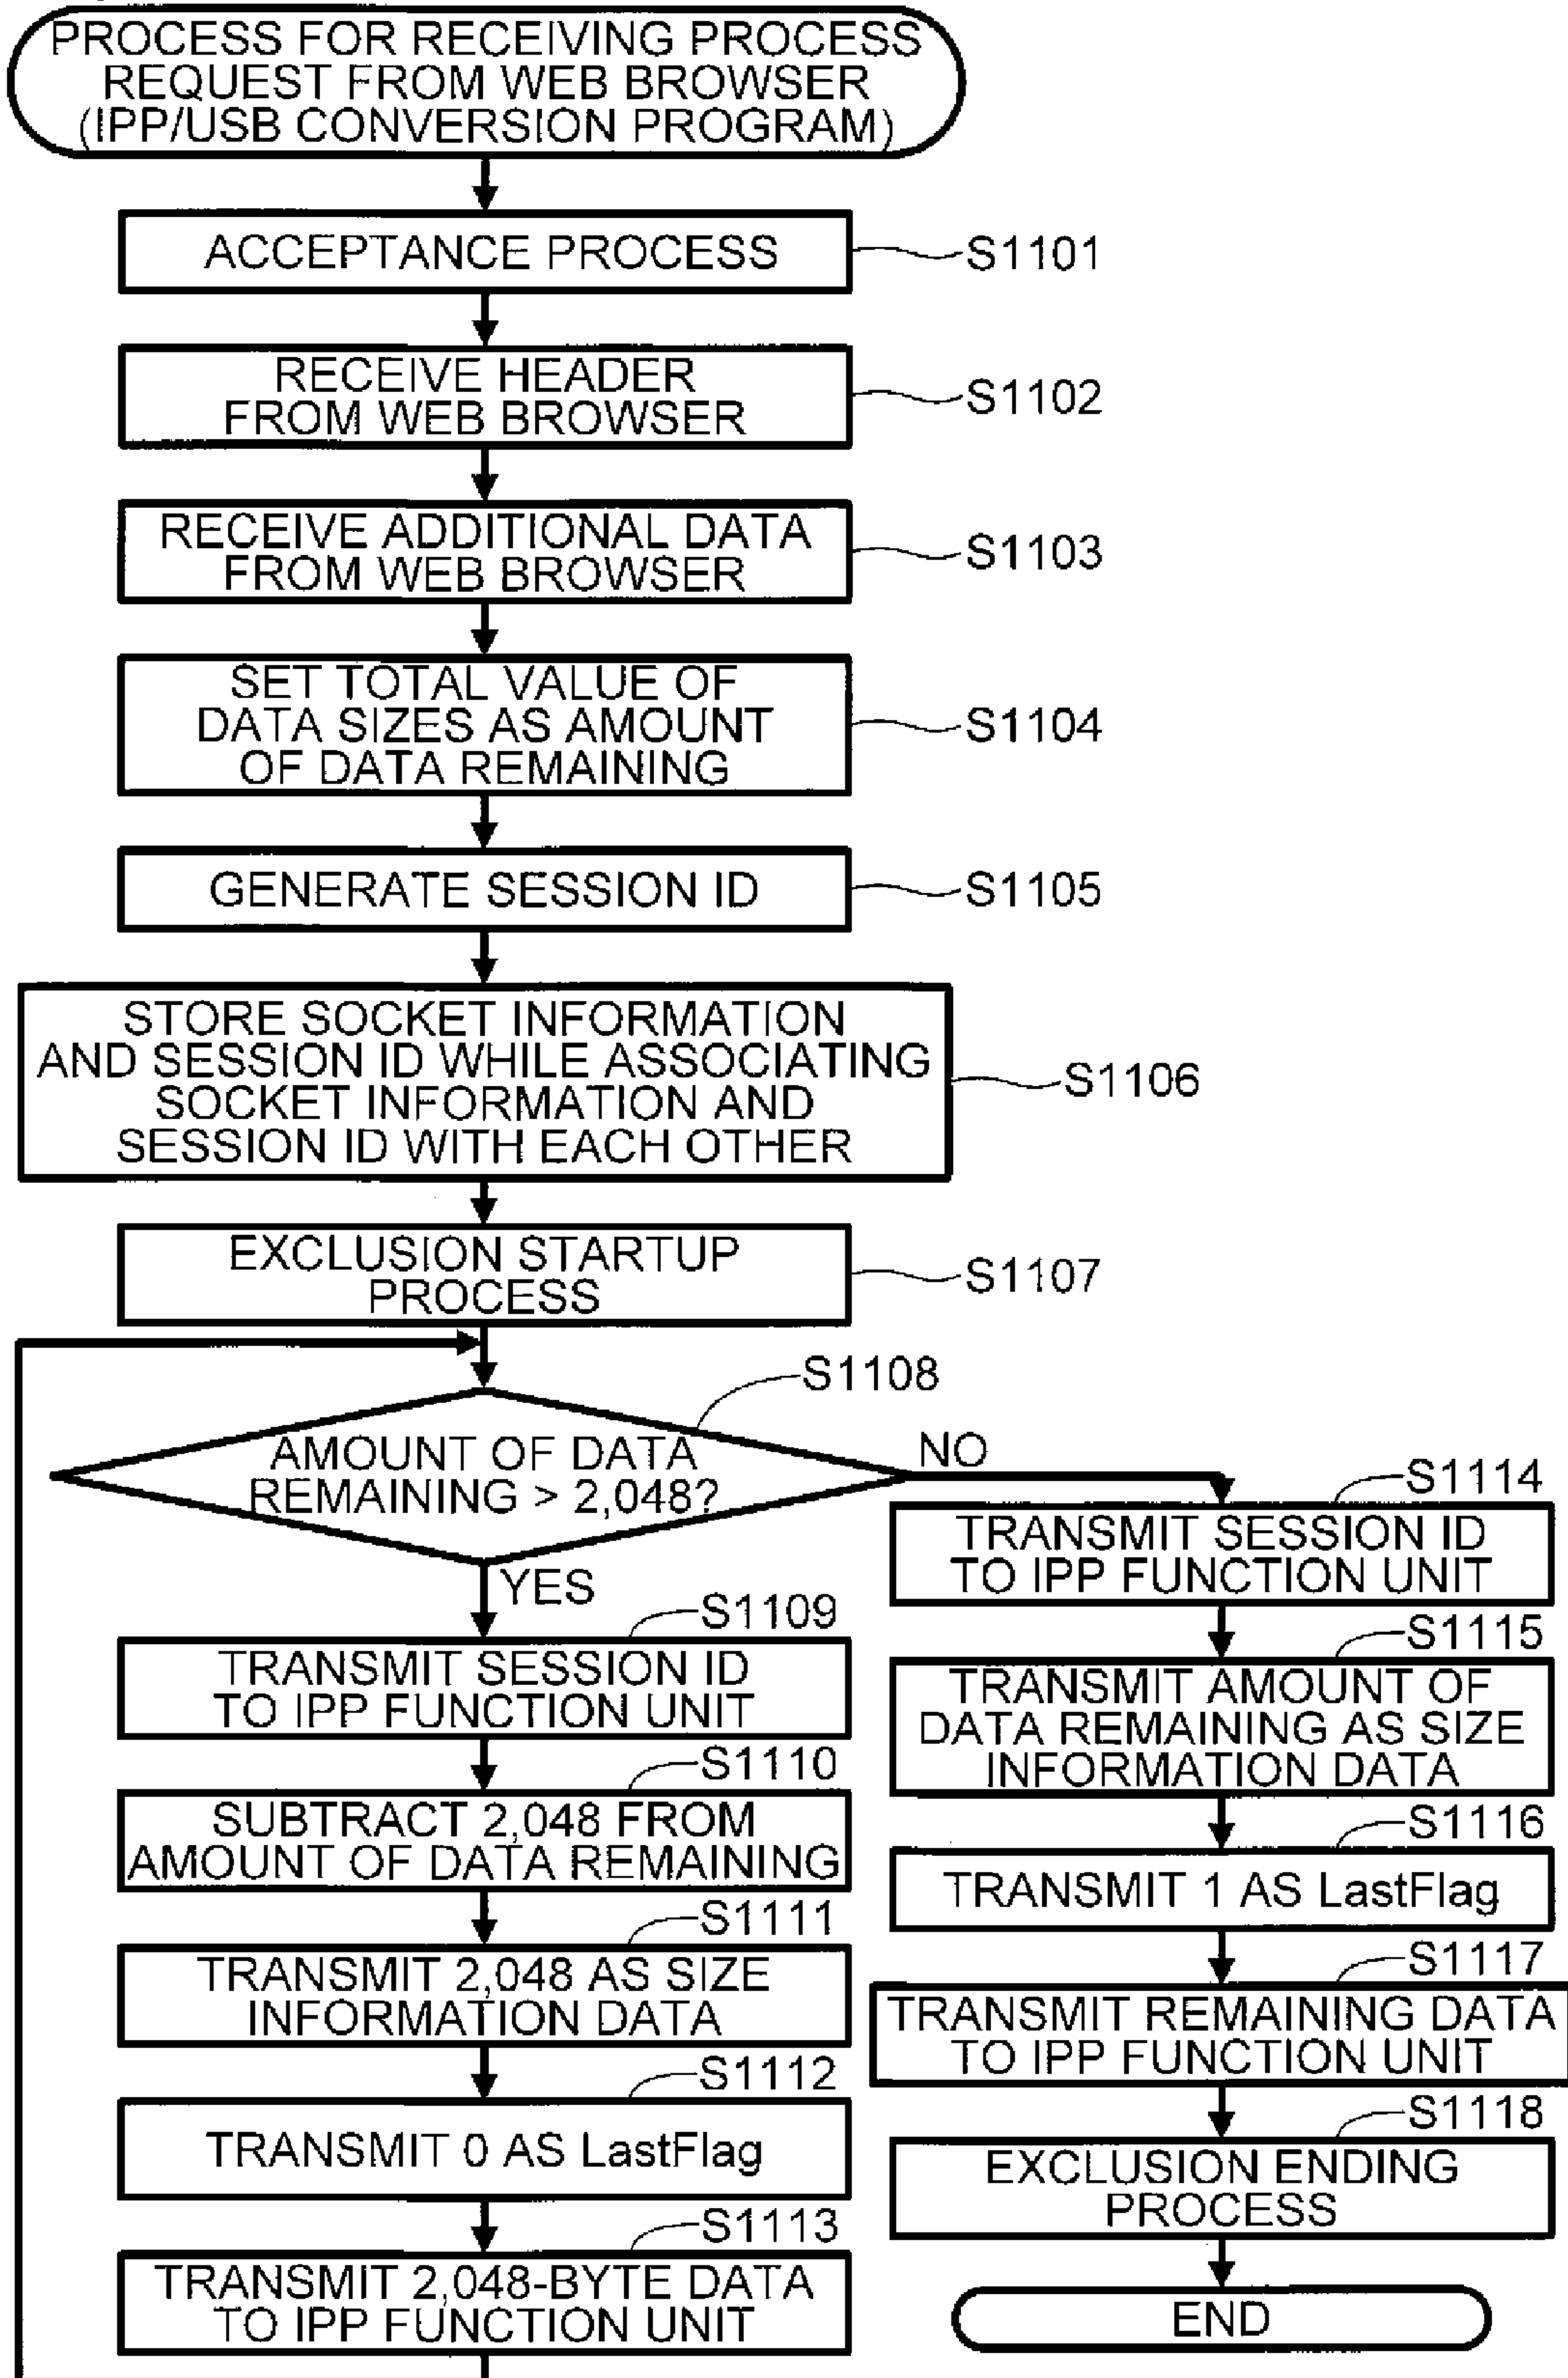 PROCESS FOR RECEIVING PROCESS
REQUEST FROM WEB BROWSER
(IPP/USB CONVERSION PROGRAM)
ACCEPTANCE PROCESS
S1101
RECEIVE HEADER
FROM WEB BROWSER
S1102
RECEIVE ADDITIONAL DATA
FROM WEB BROWSER
S1103
SET TOTAL VALUE OF
DATA SIZES AS AMOUNT
OF DATA REMAINING
S1104
GENERATE SESSION ID
S1105
STORE SOCKET INFORMATION
AND SESSION ID WHILE ASSOCIATING
SOCKET INFORMATION AND
SESSION ID WITH EACH OTHER
S1106
EXCLUSION STARTUP
PROCESS
S1107
S1108
AMOUNT OF DATA
REMAINING > 2,048?
NO
YES
S1109
TRANSMIT SESSION ID
TO IPP FUNCTION UNIT
S1110
SUBTRACT 2,048 FROM
AMOUNT OF DATA REMAINING
S1111
TRANSMIT 2,048 AS SIZE
INFORMATION DATA
S1112
TRANSMIT 0 AS LastFlag
S1113
TRANSMIT 2,048-BYTE DATA
TO IPP FUNCTION UNIT
S1114
TRANSMIT SESSION ID
TO IPP FUNCTION UNIT
S1115
TRANSMIT AMOUNT OF
DATA REMAINING AS SIZE
INFORMATION DATA
S1116
TRANSMIT 1 AS LastFlag
S1117
TRANSMIT REMAINING DATA
TO IPP FUNCTION UNIT
S1118
EXCLUSION ENDING
PROCESS
END